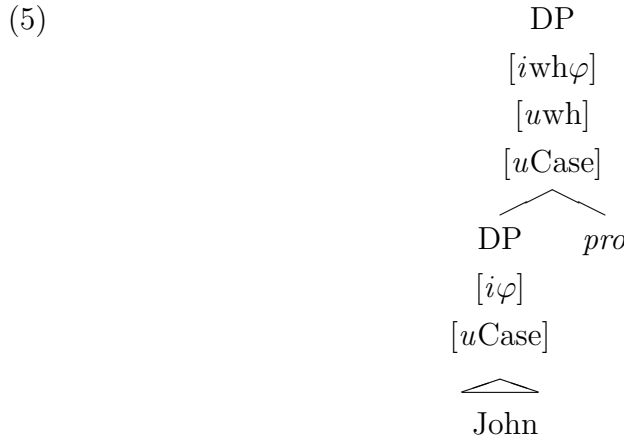 (5) DP
[iwhφ]
[uwh]
[uCase]
DP pro
[iφ]
[uCase]
John